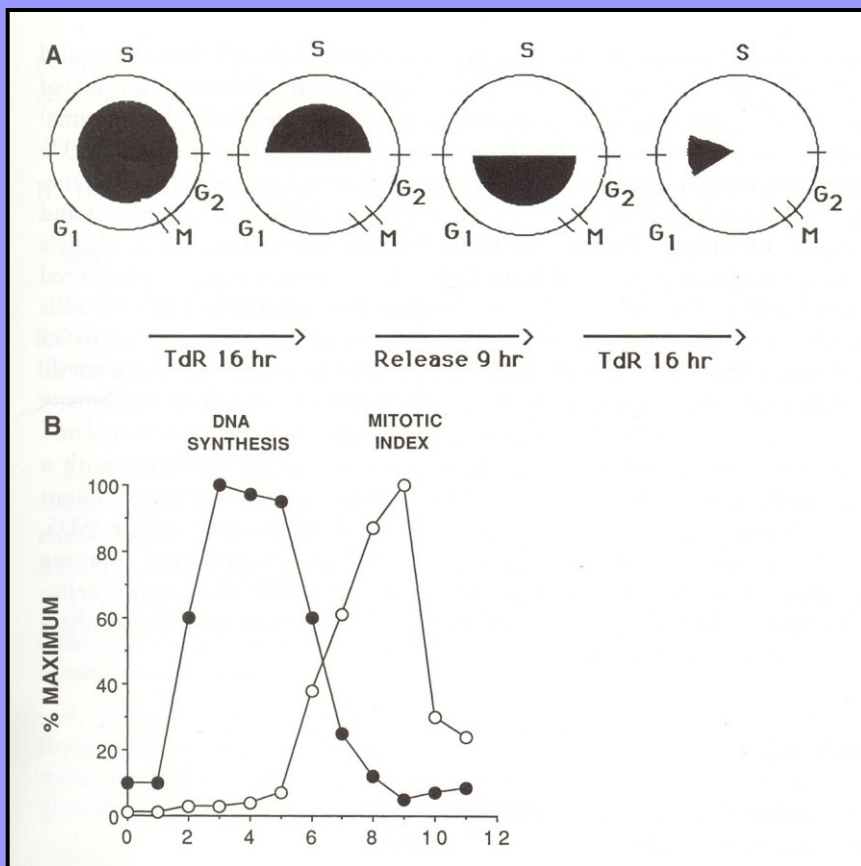 A
S S S S
G1 M G2 G1 M G2 G1 M G2 G1 M G2
TdR 16 hr Release 9 hr TdR 16 hr
B
DNA SYNTHESIS
MITOTIC INDEX
% MAXIMUM
100
80
60
40
20
0
0 2 4 6 8 10 12